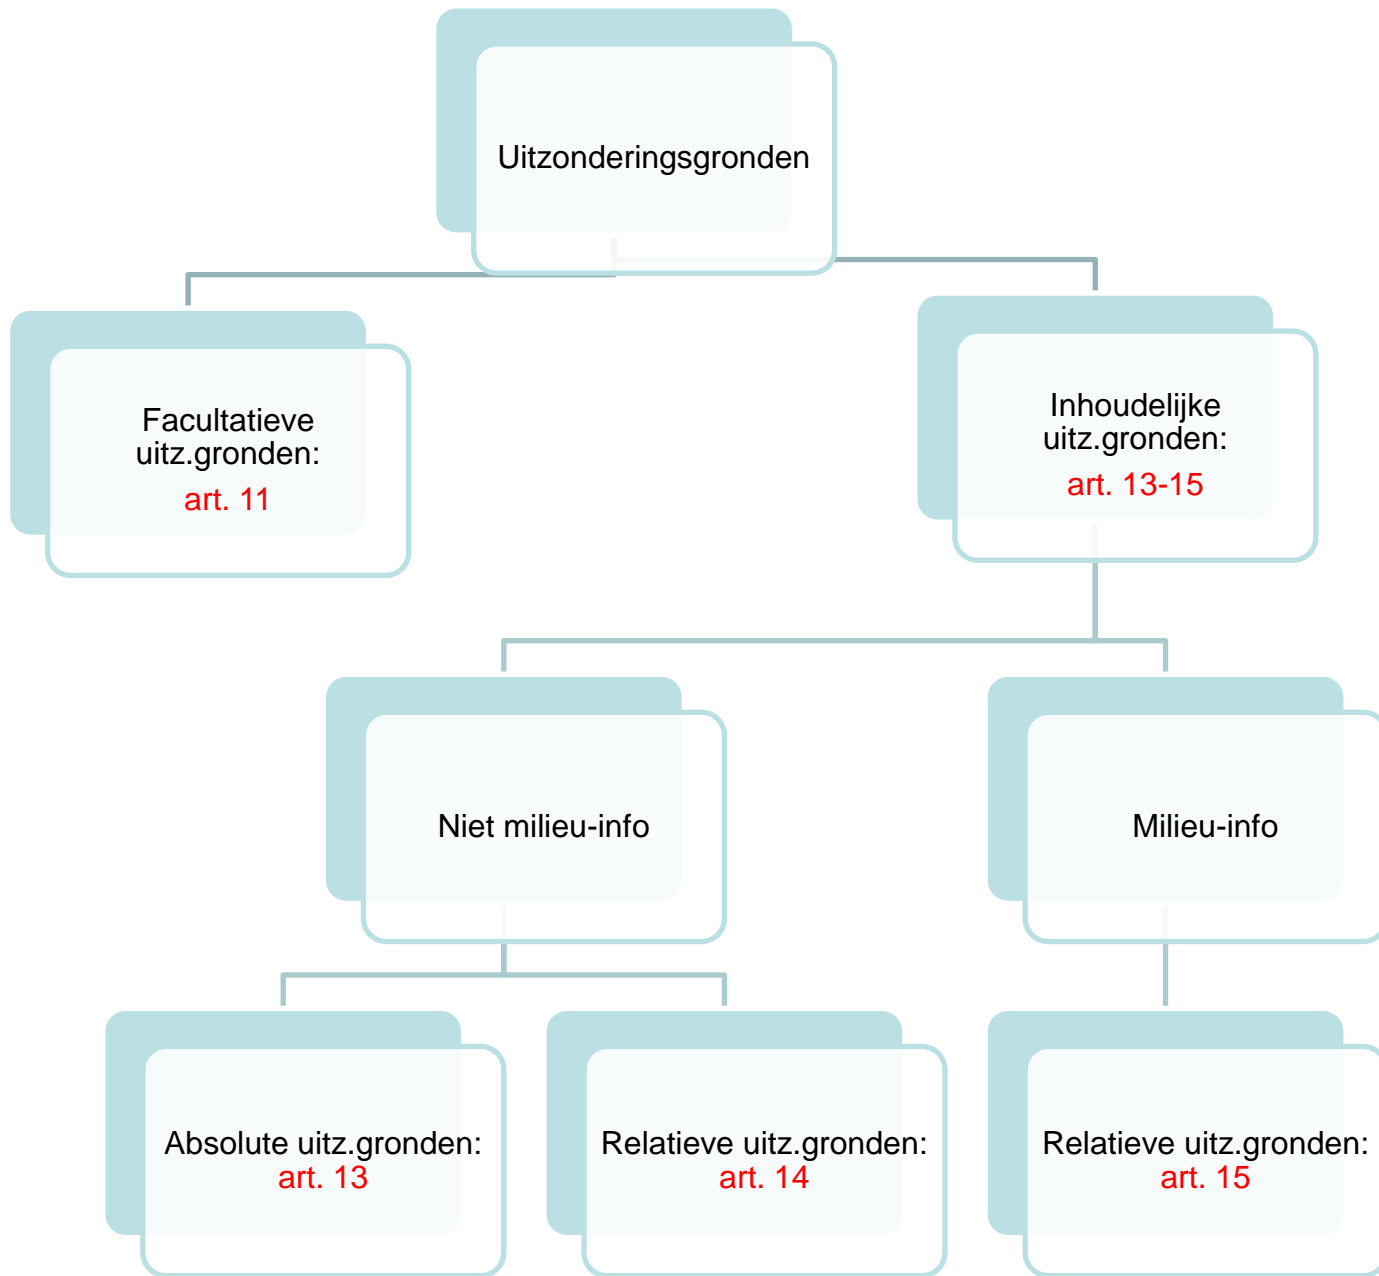 Uitzonderingsgronden
Facultatieve
uitz.gronden:
art. 11
Inhoudelijke
uitz.gronden:
art. 13-15
Niet milieu-info
Milieu-info
Absolute uitz.gronden:
art. 13
Relatieve uitz.gronden:
art. 14
Relatieve uitz.gronden:
art. 15